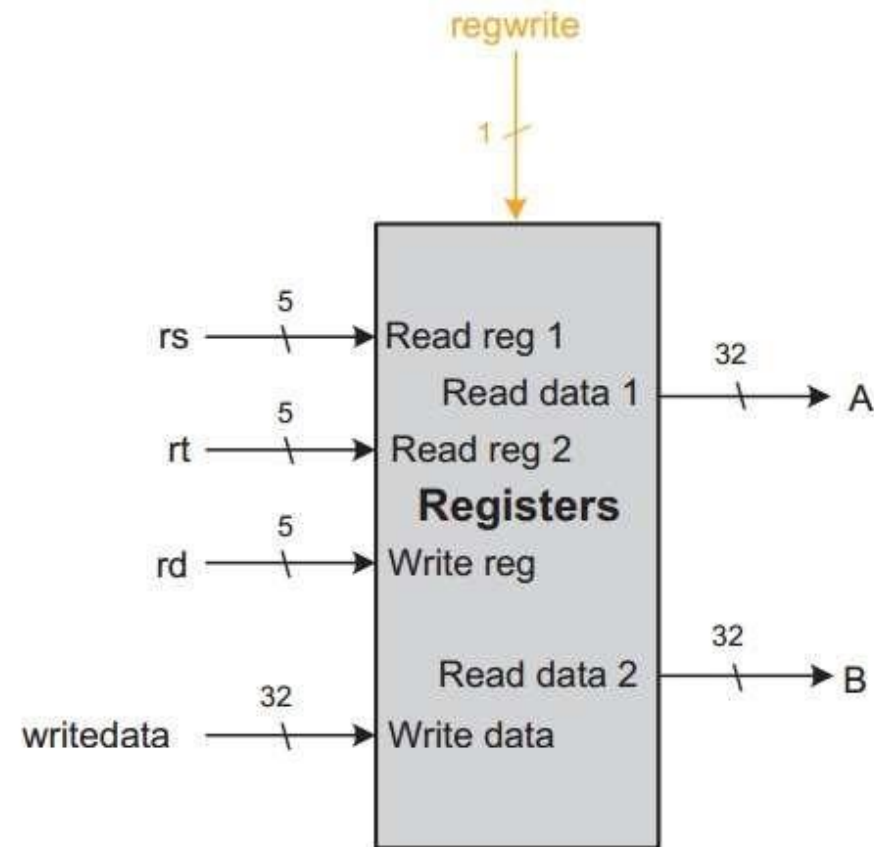 regwrite
1
5
rs
Read reg 1
32
Read data 1
A
5
rt
Read reg 2
Registers
5
rd
Write reg
32
Read data 2
B
32
writedata
Write data